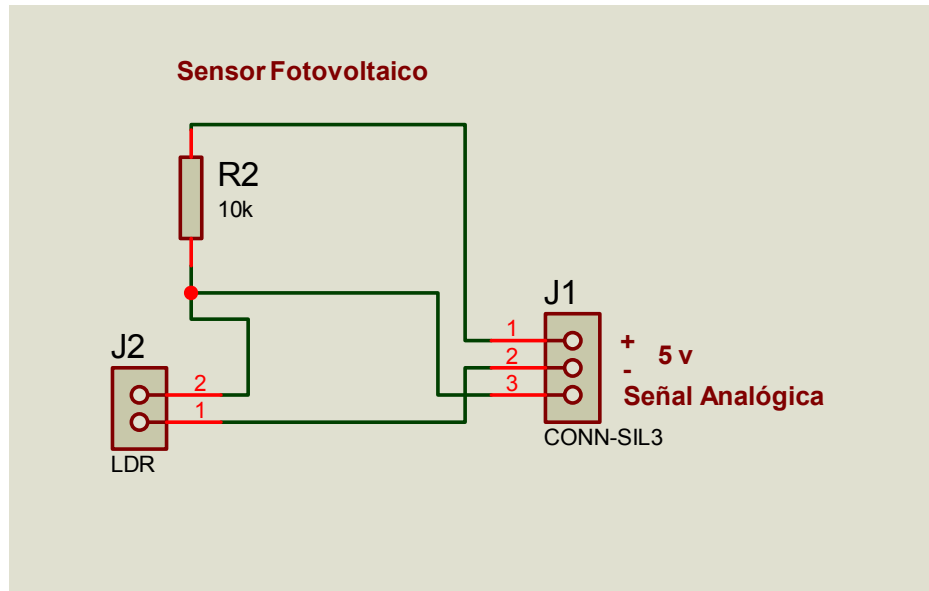 Sensor Fotovoltaico
R2
10k
J1
1
+
2
-
5 v
3
Señal Analógica
CONN-SIL3
J2
2
1
LDR